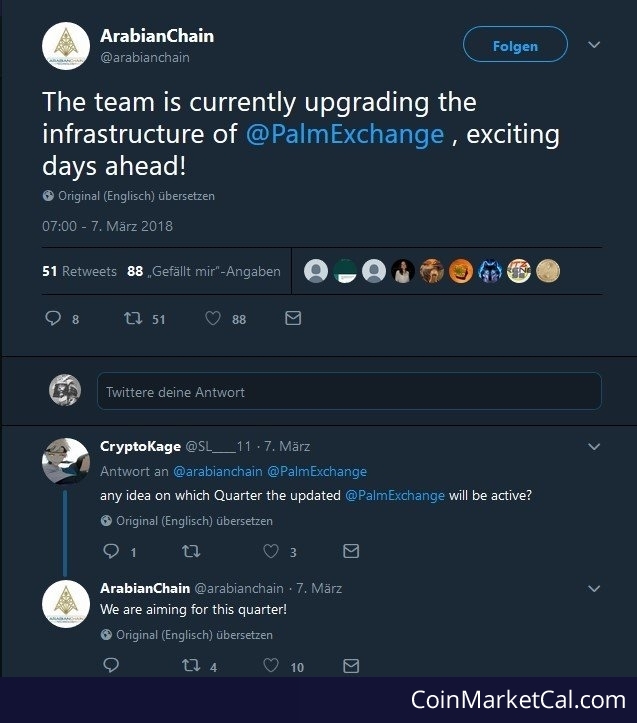 ArabianChain
@arabianchain
Folgen
The team is currently upgrading the
infrastructure of @PalmExchange , exciting
days ahead!
Original (Englisch) übersetzen
07:00 - 7. März 2018
51 Retweets 88 „Gefällt mir“-Angaben
8 51 88
Twittere deine Antwort
CryptoKage @SL____11 · 7. März
Antwort an @arabianchain @PalmExchange
any idea on which Quarter the updated @PalmExchange will be active?
Original (Englisch) übersetzen
1 3
ArabianChain @arabianchain · 7. März
We are aiming for this quarter!
Original (Englisch) übersetzen
4 10
CoinMarketCal.com